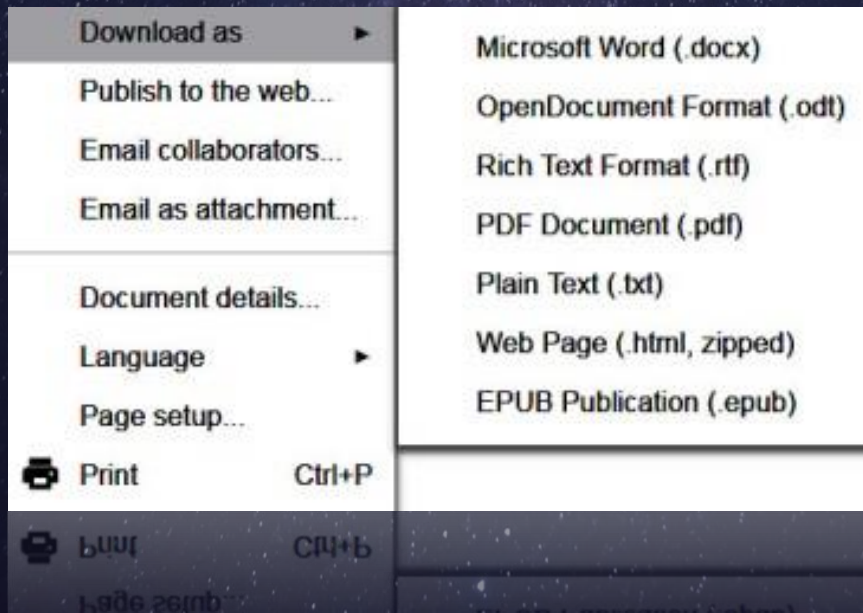 Download as
Publish to the web...
Email collaborators...
Email as attachment...
Document details...
Language
Page setup...
Print Ctrl+P
Microsoft Word (.docx)
OpenDocument Format (.odt)
Rich Text Format (.rtf)
PDF Document (.pdf)
Plain Text (.txt)
Web Page (.html, zipped)
EPUB Publication (.epub)